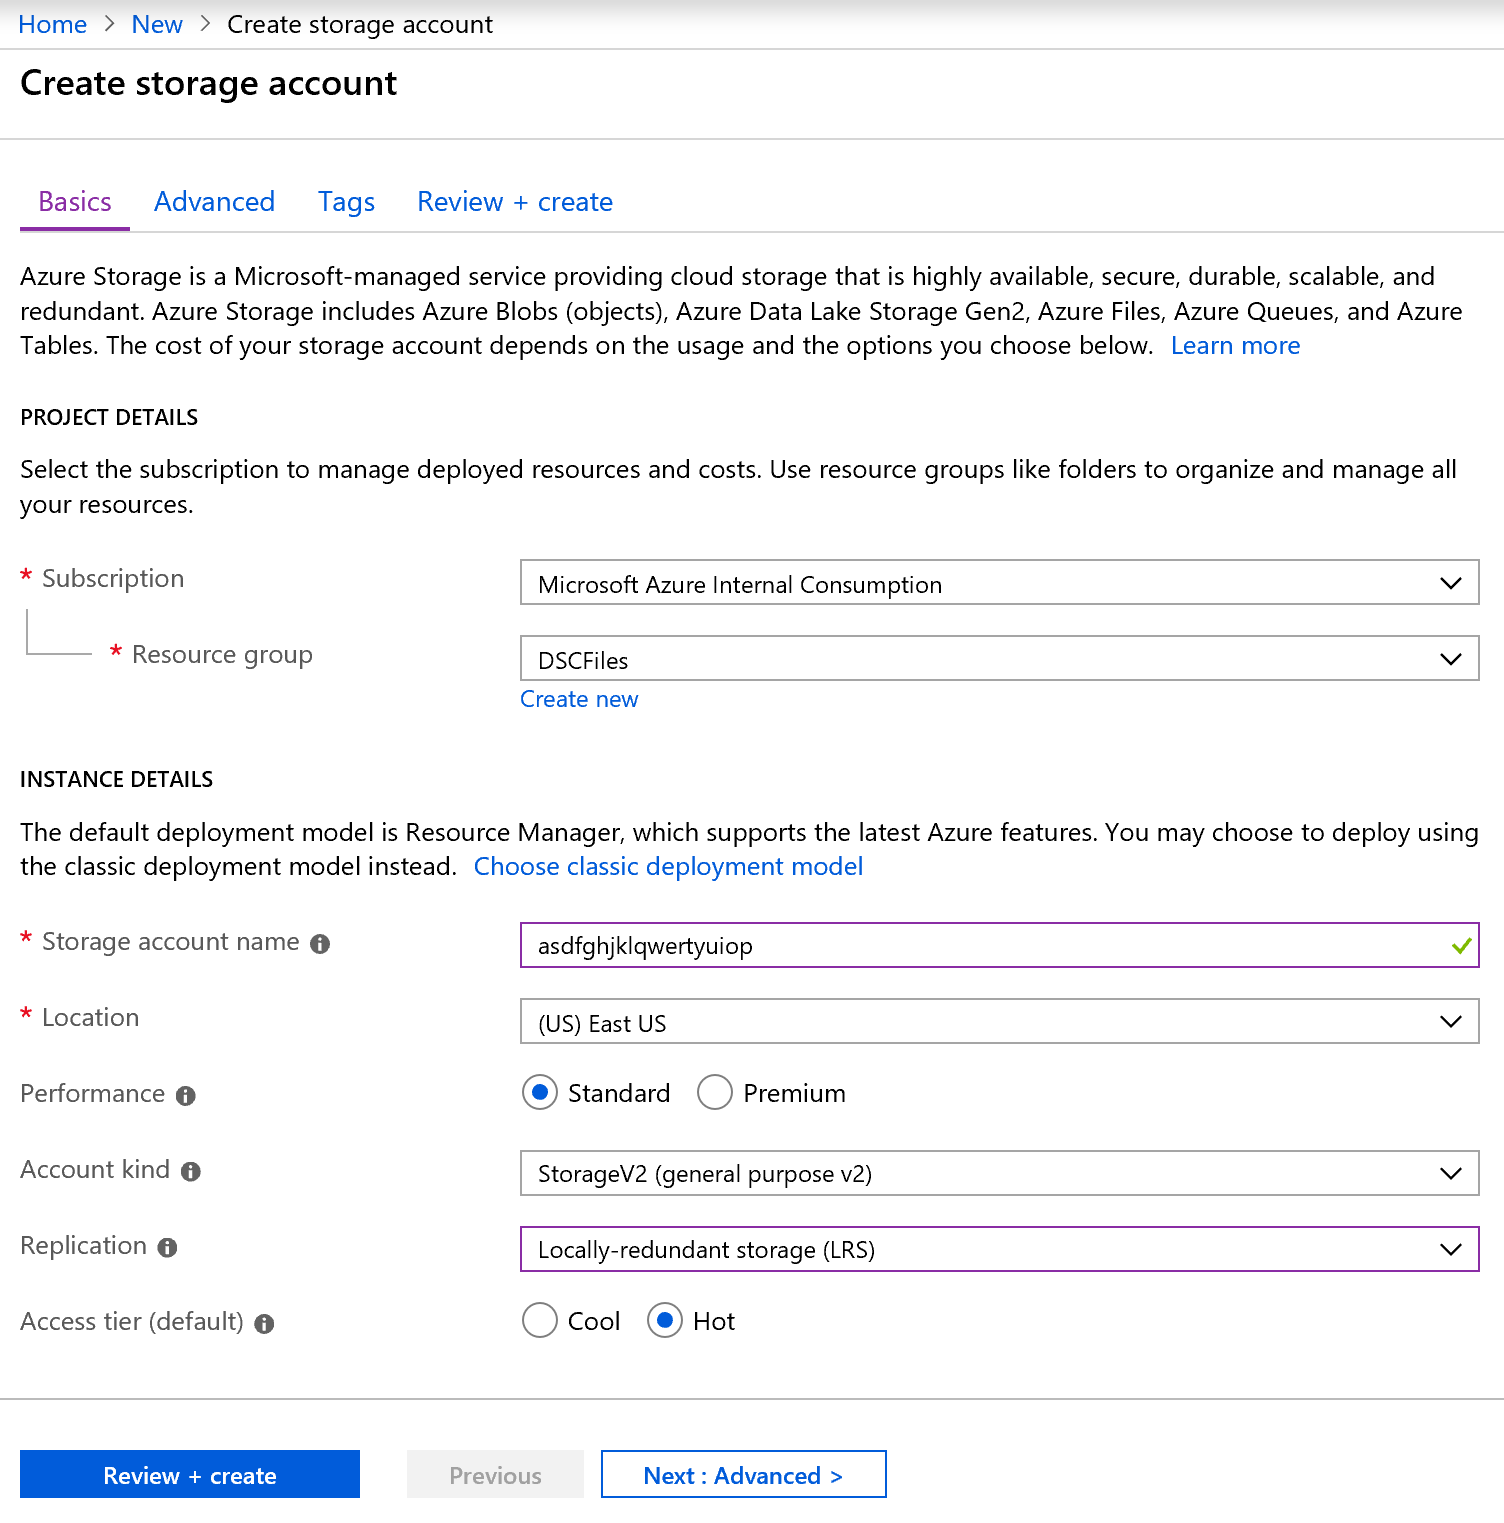 Home > New > Create storage account
Create storage account
Basics Advanced Tags Review + create
Azure Storage is a Microsoft-managed service providing cloud storage that is highly available, secure, durable, scalable, and
redundant. Azure Storage includes Azure Blobs (objects), Azure Data Lake Storage Gen2, Azure Files, Azure Queues, and Azure
Tables. The cost of your storage account depends on the usage and the options you choose below. Learn more
PROJECT DETAILS
Select the subscription to manage deployed resources and costs. Use resource groups like folders to organize and manage all
your resources.
* Subscription Microsoft Azure Internal Consumption
* Resource group DSCFiles
Create new
INSTANCE DETAILS
The default deployment model is Resource Manager, which supports the latest Azure features. You may choose to deploy using
the classic deployment model instead. Choose classic deployment model
* Storage account name asdfghjklqwertyuiop
* Location (US) East US
Performance Standard Premium
Account kind StorageV2 (general purpose v2)
Replication Locally-redundant storage (LRS)
Access tier (default) Cool Hot
Review + create Previous Next : Advanced >